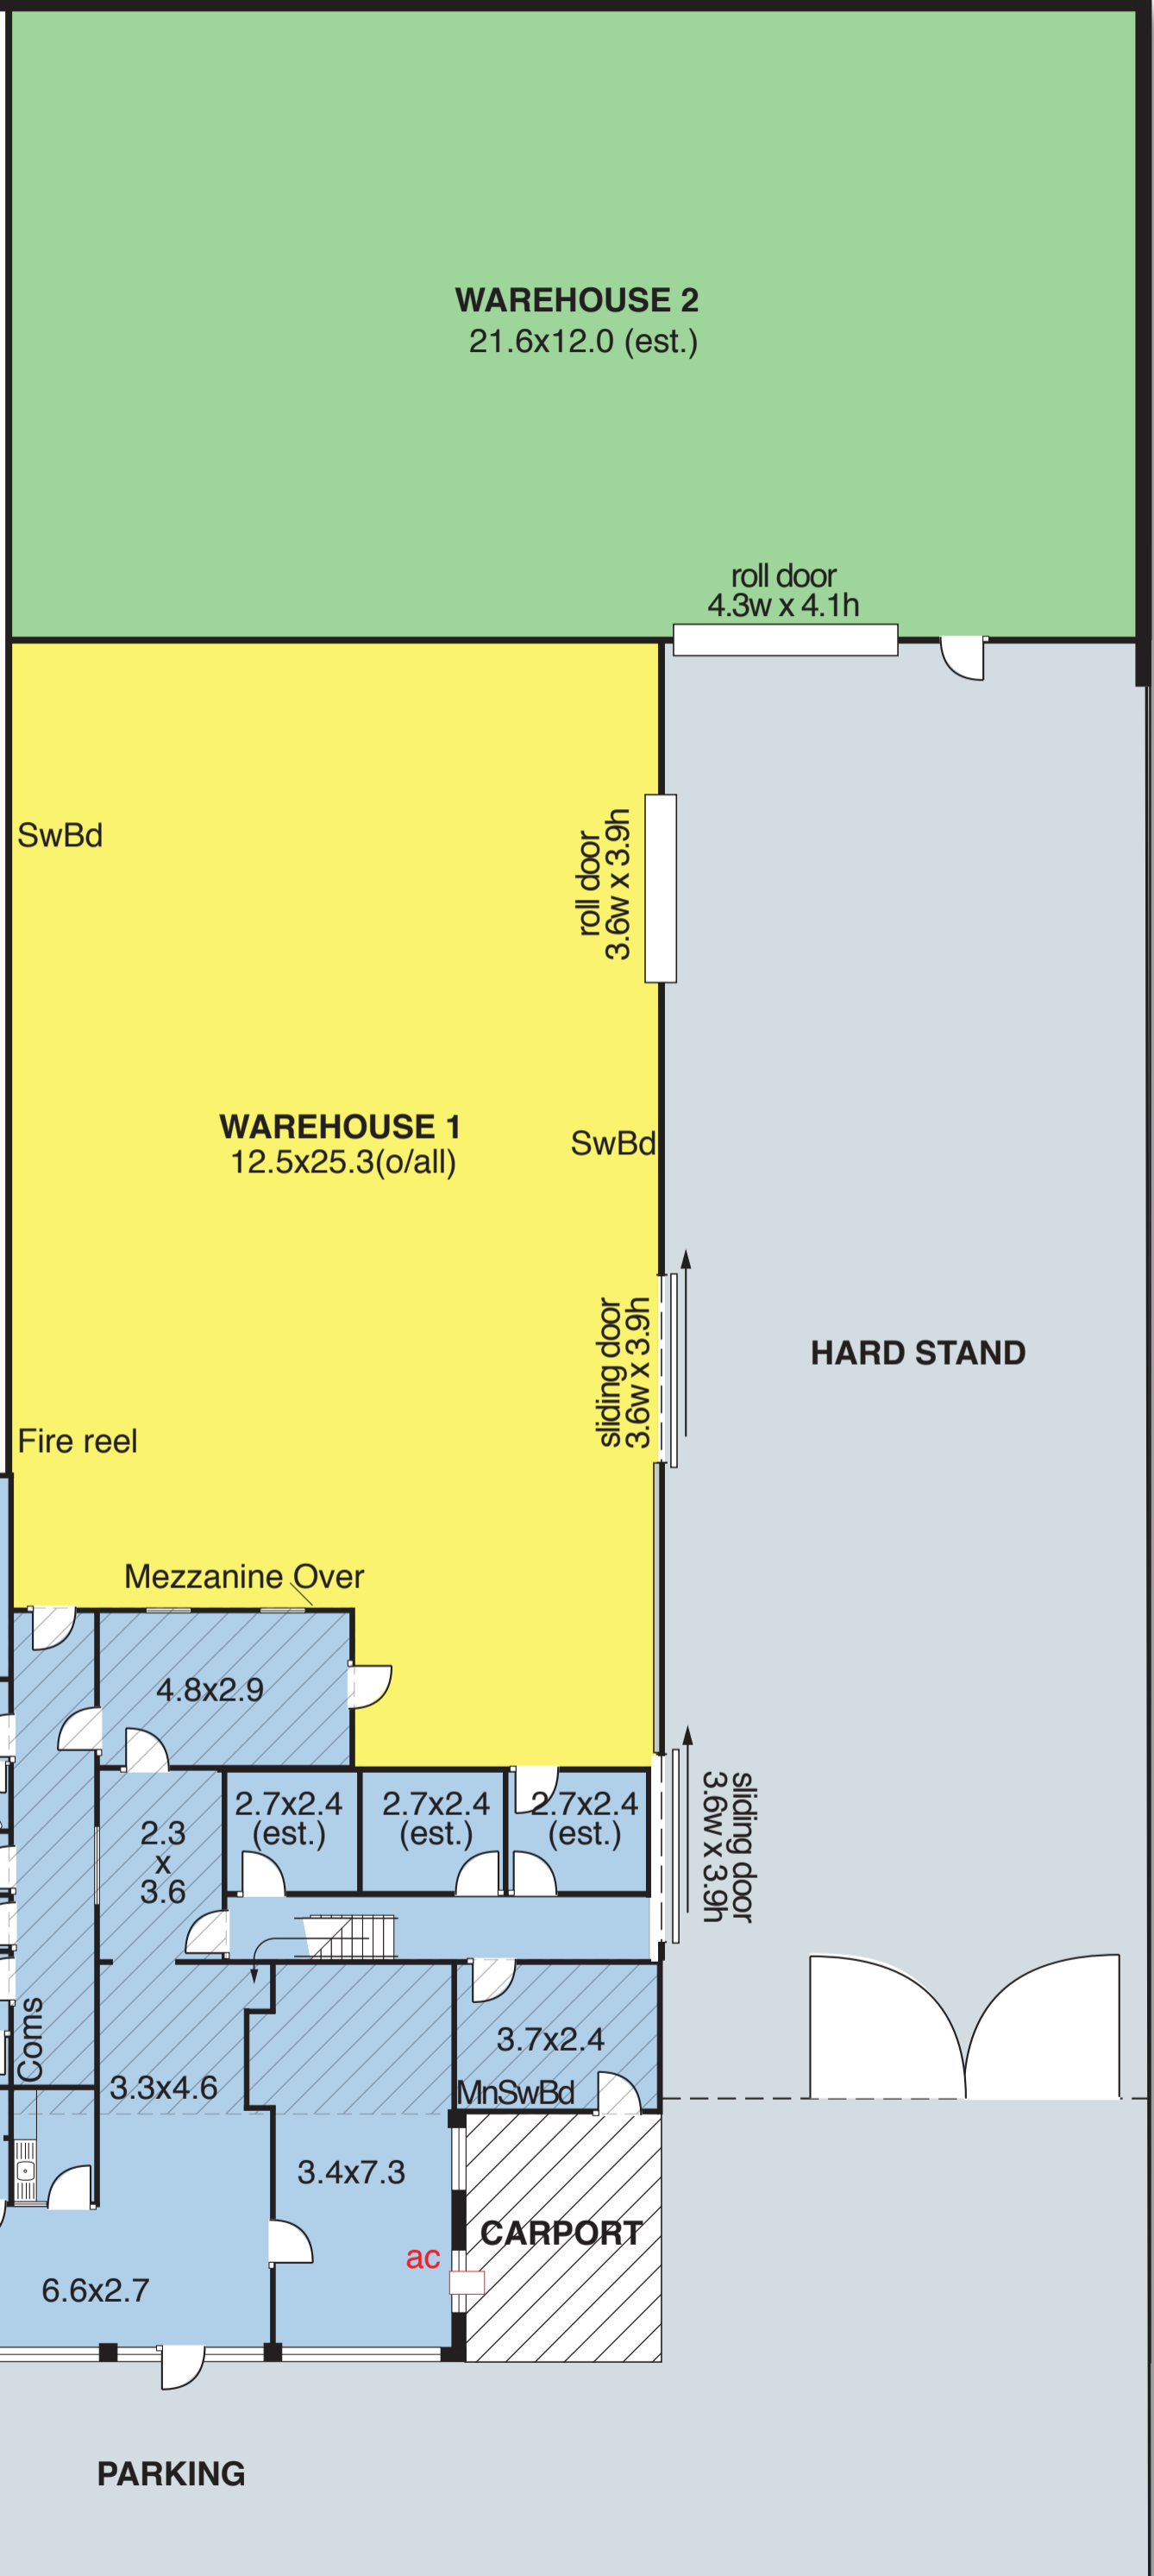 WAREHOUSE 2
21.6x12.0 (est.)
roll door
4.3w x 4.1h
SwBd
roll door
3.6w x 3.9h
WAREHOUSE 1
12.5x25.3(o/all)
SwBd
sliding door
3.6w x 3.9h
HARD STAND
Fire reel
Mezzanine Over
4.8x2.9
2.7x2.4
(est.)
2.7x2.4
(est.)
2.7x2.4
(est.)
sliding door
3.6w x 3.9h
2.3
x
3.6
Coms
3.3x4.6
3.7x2.4
MnSwBd
3.4x7.3
CARPORT
ac
6.6x2.7
PARKING